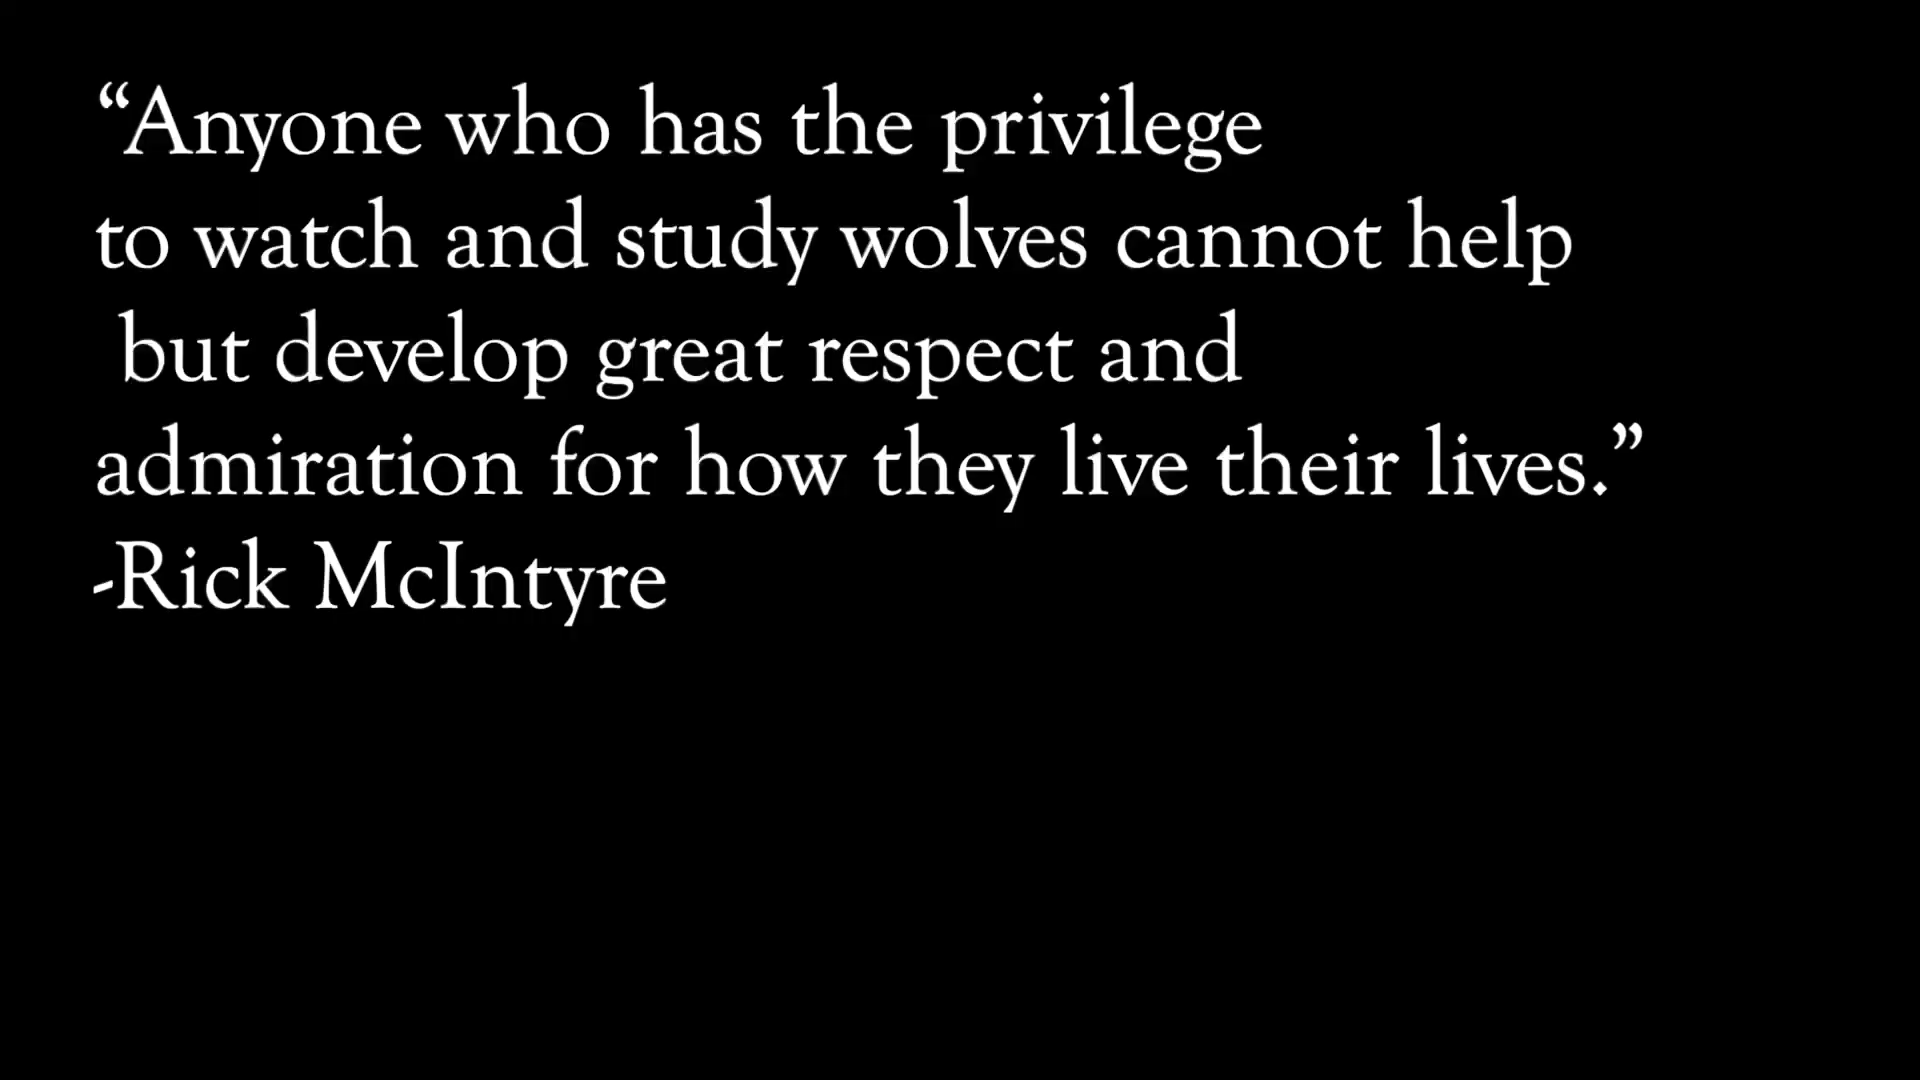 “Anyone who has the privilege
to watch and study wolves cannot help
but develop great respect and
admiration for how they live their lives.”
-Rick McIntyre